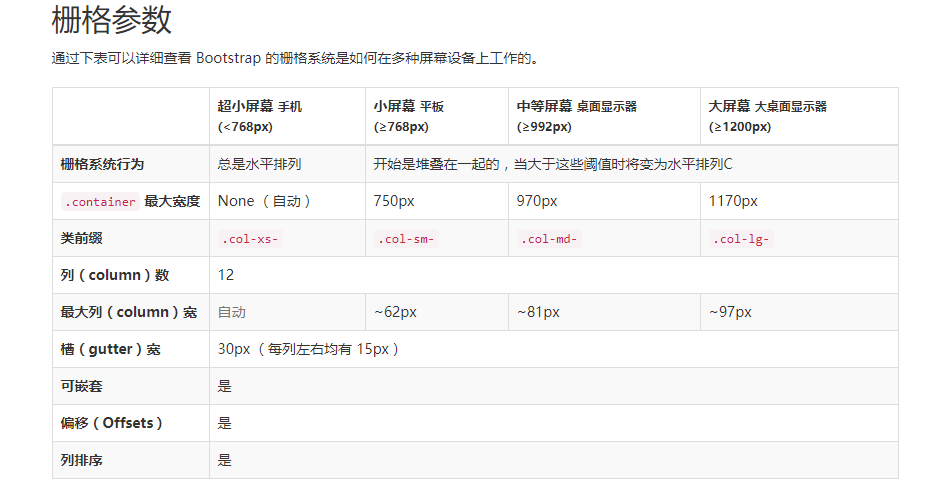 栅格参数
通过下表可以详细查看 Bootstrap 的栅格系统是如何在多种屏幕设备上工作的。
超小屏幕 手机 (<768px)
小屏幕 平板 (≥768px)
中等屏幕 桌面显示器 (≥992px)
大屏幕 大桌面显示器 (≥1200px)
栅格系统行为 总是水平排列 开始是堆叠在一起的，当大于这些阈值时将变为水平排列C
.container 最大宽度 None （自动） 750px 970px 1170px
类前缀 .col-xs- .col-sm- .col-md- .col-lg-
列（column）数 12
最大列（column）宽 自动 ~62px ~81px ~97px
槽（gutter）宽 30px （每列左右均有 15px）
可嵌套 是
偏移（Offsets） 是
列排序 是